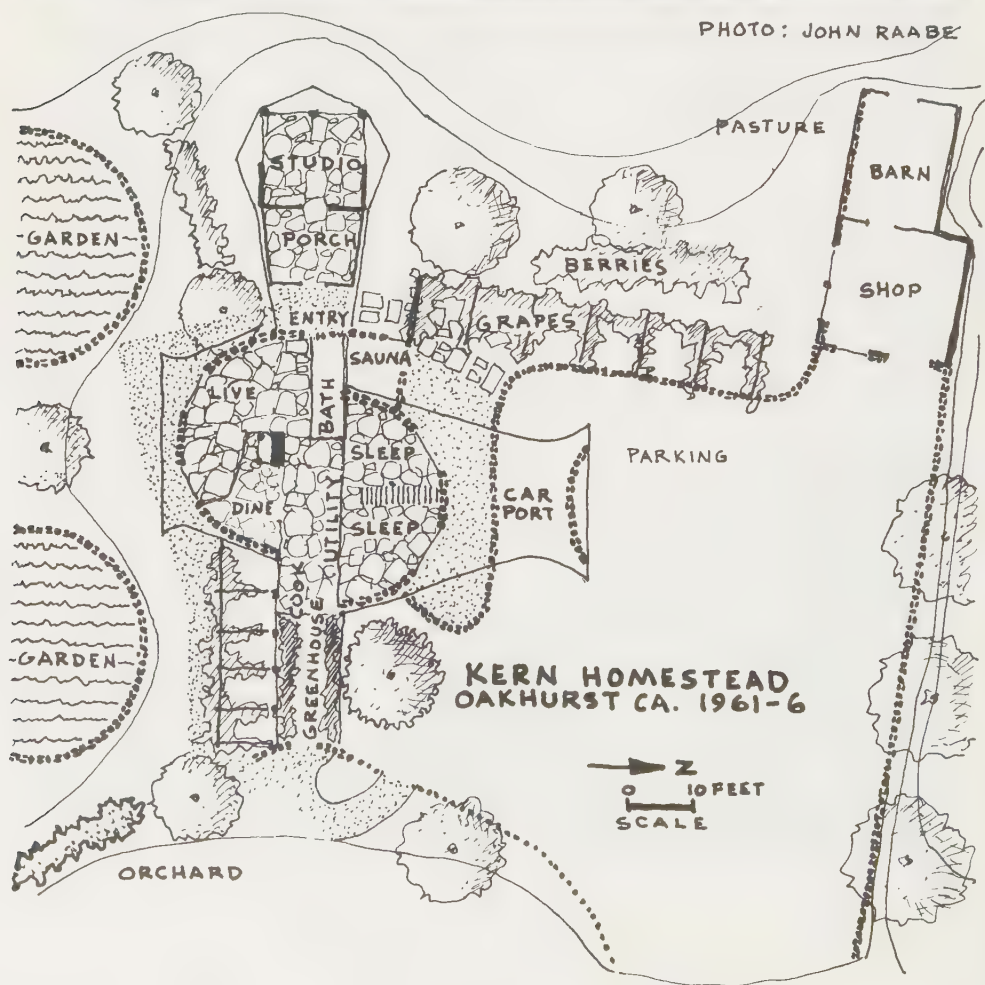 PHOTO: JOHN RAABE
PASTURE
BARN
STUDIO
GARDEN
PORCH
BERRIES
SHOP
ENTRY
GRAPES
SAUNA
LIVE
BATH
SLEEP
PARKING
CAR
PORT
DINE
UTILITY
SLEEP
COOK
GREENHOUSE
GARDEN
KERN HOMESTEAD
OAKHURST CA. 1961-6
N
0 10 FEET
SCALE
ORCHARD